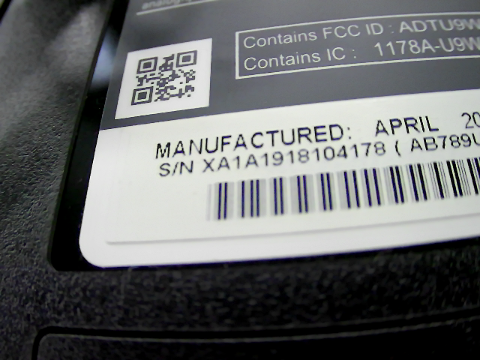 Contains FCC ID : ADTU9W
Contains IC : 1178A-U9W
MANUFACTURED: APRIL 20
S/N XA1A1918104178 ( AB789U